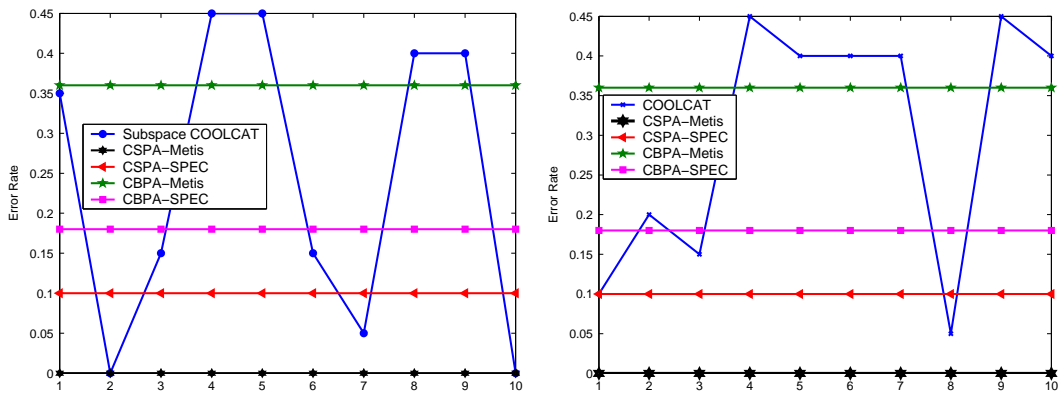 0.45
0.4
0.35
0.3
0.25
0.2
0.15
0.1
0.05
0
Error Rate
1 2 3 4 5 6 7 8 9 10
Subspace COOLCAT
CSPA−Metis
CSPA−SPEC
CBPA−Metis
CBPA−SPEC
0.45
0.4
0.35
0.3
0.25
0.2
0.15
0.1
0.05
0
Error Rate
1 2 3 4 5 6 7 8 9 10
COOLCAT
CSPA−Metis
CSPA−SPEC
CBPA−Metis
CBPA−SPEC